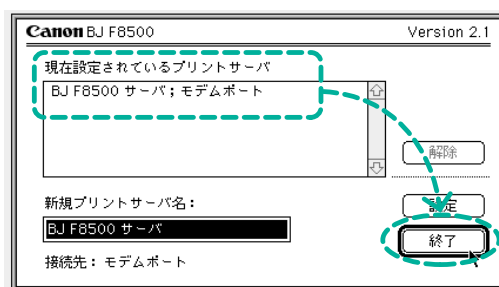 Canon BJ F8500 Version 2.1
現在設定されているプリントサーバ
BJ F8500 サーバ；モデムポート
解除
新規プリントサーバ名：
設定
BJ F8500 サーバ
終了
接続先：モデムポート